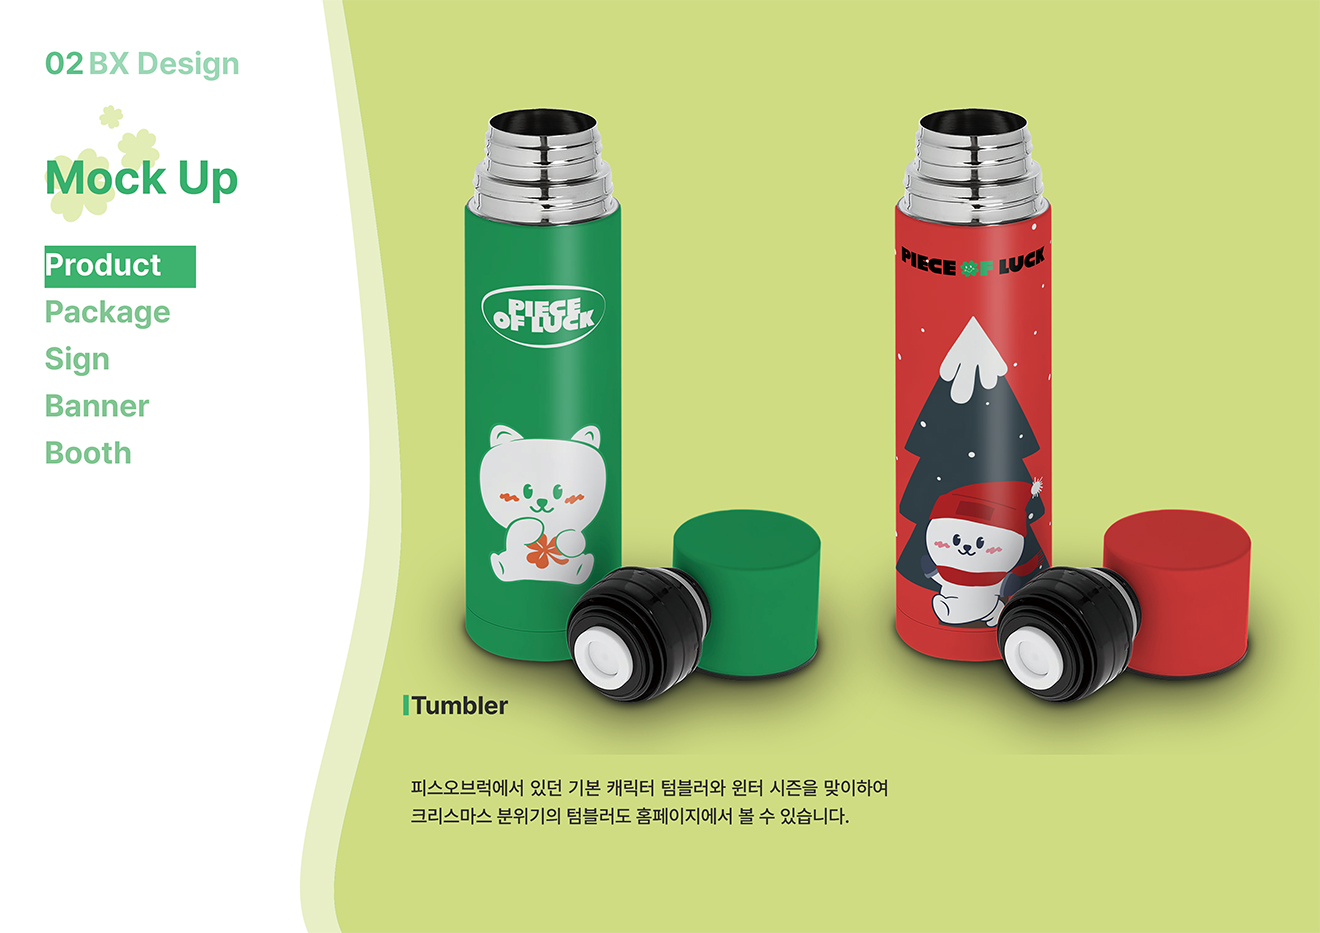 02 BX Design
Mock Up
Product
Package
Sign
Banner
Booth
PIECE
OF LUCK
PIECE OF LUCK
Tumbler
피스오브럭에서 있던 기본 캐릭터 텀블러와 윈터 시즌을 맞이하여
크리스마스 분위기의 텀블러도 홈페이지에서 볼 수 있습니다.